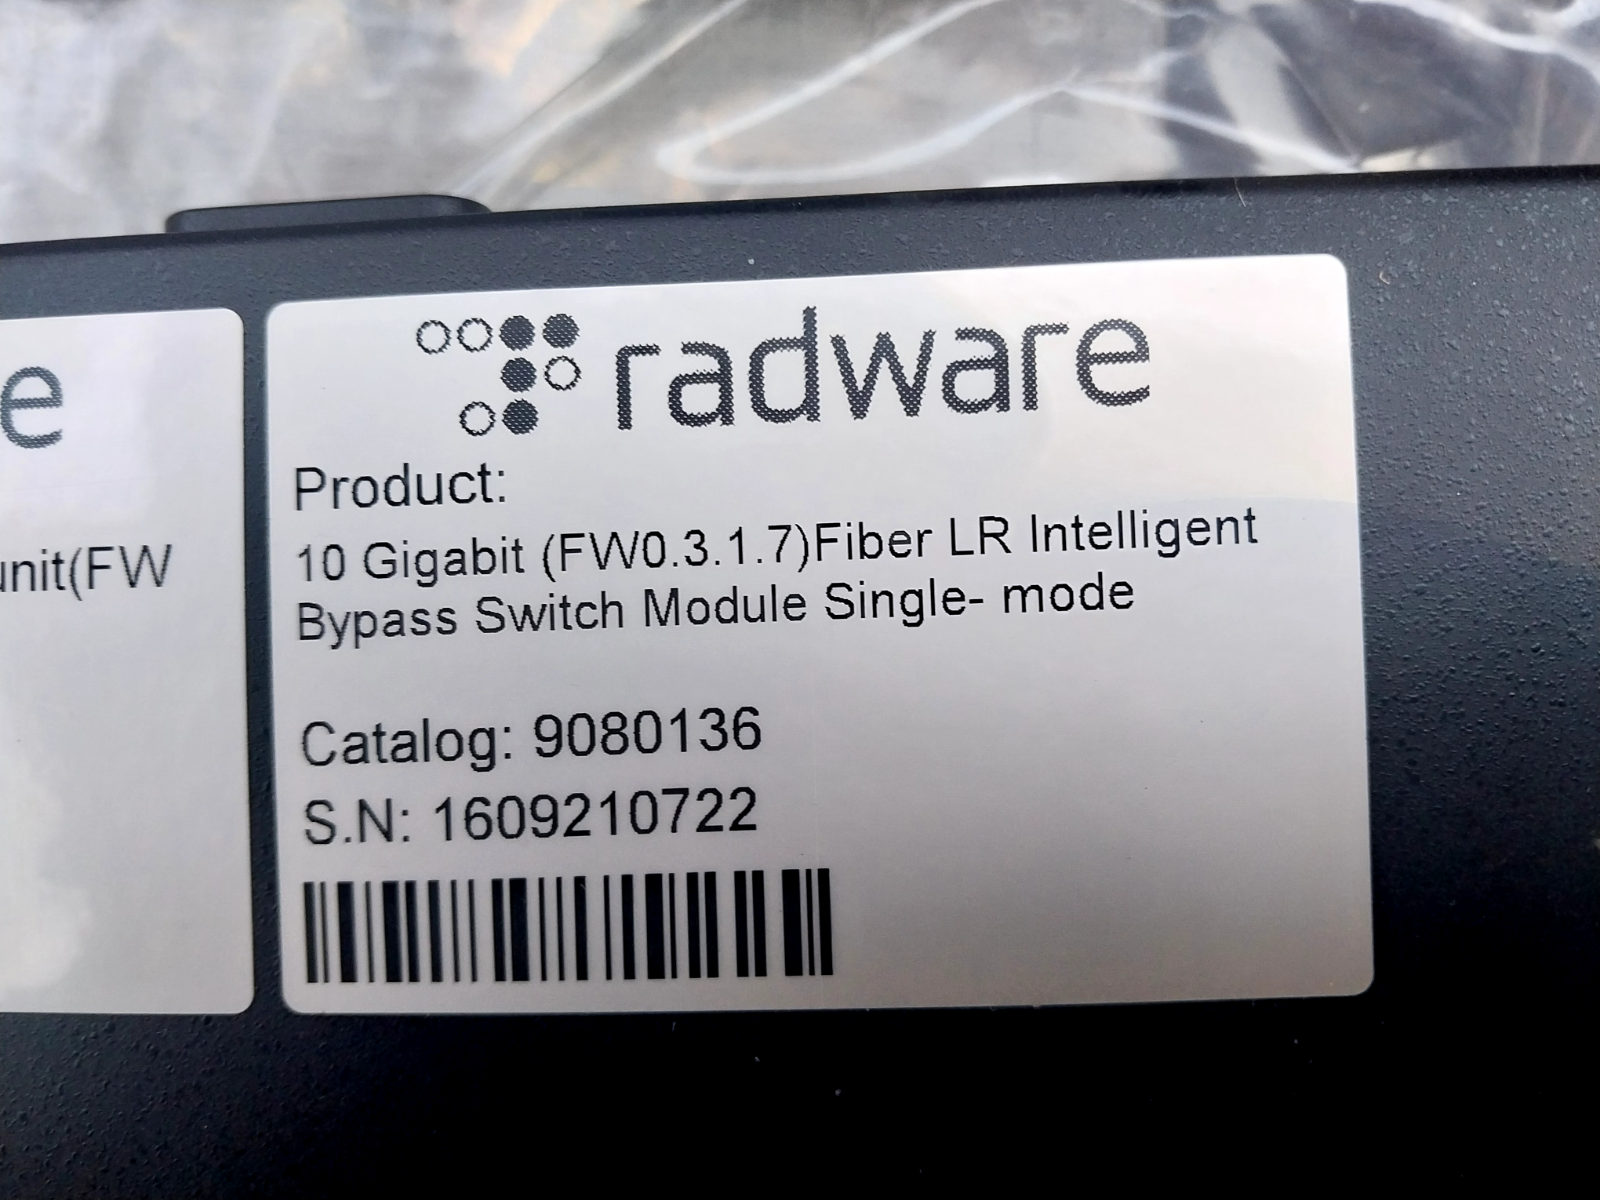 e
unit(FW
radware
Product:
10 Gigabit (FW0.3.1.7)Fiber LR Intelligent
Bypass Switch Module Single- mode
Catalog: 9080136
S.N: 1609210722